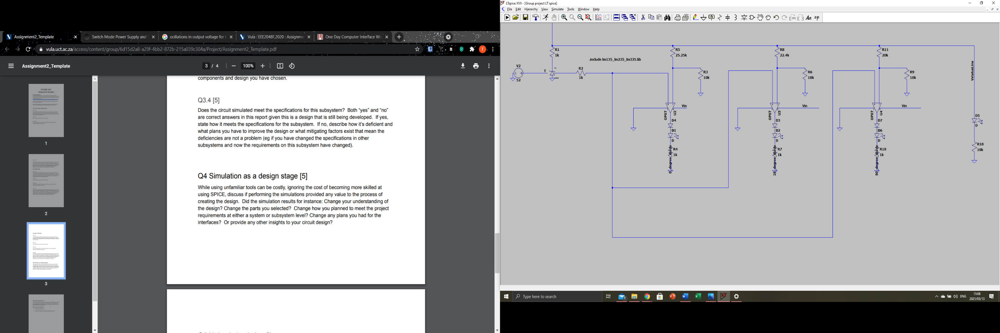 Assignment2_Template
Switch Mode Power Supply and
ocillations in output voltage for
Vula : EEE2048F,2020 : Assignme
One Day Computer Interface Wo
vula.uct.ac.za/access/content/group/6d15d2a8-a29f-4bb2-872b-215a039c304a/Project/Assignment2_Template.pdf
T
Assignment2_Template
3 / 4
100%
1
2
3
components and design you have chosen.
Q3.4 [5]
Does the circuit simulated meet the specifications for this subsystem? Both “yes” and “no”
are correct answers in this report given this is a design that is still being developed. If yes,
state how it meets the specifications for the subsystem. If no, describe how it’s deficient and
what plans you have to improve the design or what mitigating factors exist that mean the
deficiencies are not a problem (eg if you have changed the specifications in other
subsystems and now the requirements on this subsystem have changed).
Q4 Simulation as a design stage [5]
While using unfamiliar tools can be costly, ignoring the cost of becoming more skilled at
using SPICE, discuss if performing the simulations provided any value to the process of
creating the design. Did the simulation results for instance: Change your understanding of
the design? Change the parts you selected? Change how you planned to meet the project
requirements at either a system or subsystem level? Change any plans you had for the
interfaces? Or provide any other insights to your circuit design?
LTspice XVII - [Group project LT spice]
File Edit Hierarchy View Simulate Tools Window Help
Aa .op
R1
1k
.include lm135_lm235_lm335.lib
R5
25.25k
R8
22.4k
R11
20k
V2
52
T
R2
1k
R3
10k
R6
10k
R9
10k
VstatusLine
Vin
OP07
U2
D4
D1
D
R4
1k
0_degree_diode
Vin
OP07
U3
D3
D2
D
R7
1k
25_degree_diode
Vin
OP07
U4
D7
D6
D
R18
1k
50_degree_diode
D5
D
R10
10k
Type here to search
1
ENG
15:08
2021/05/13